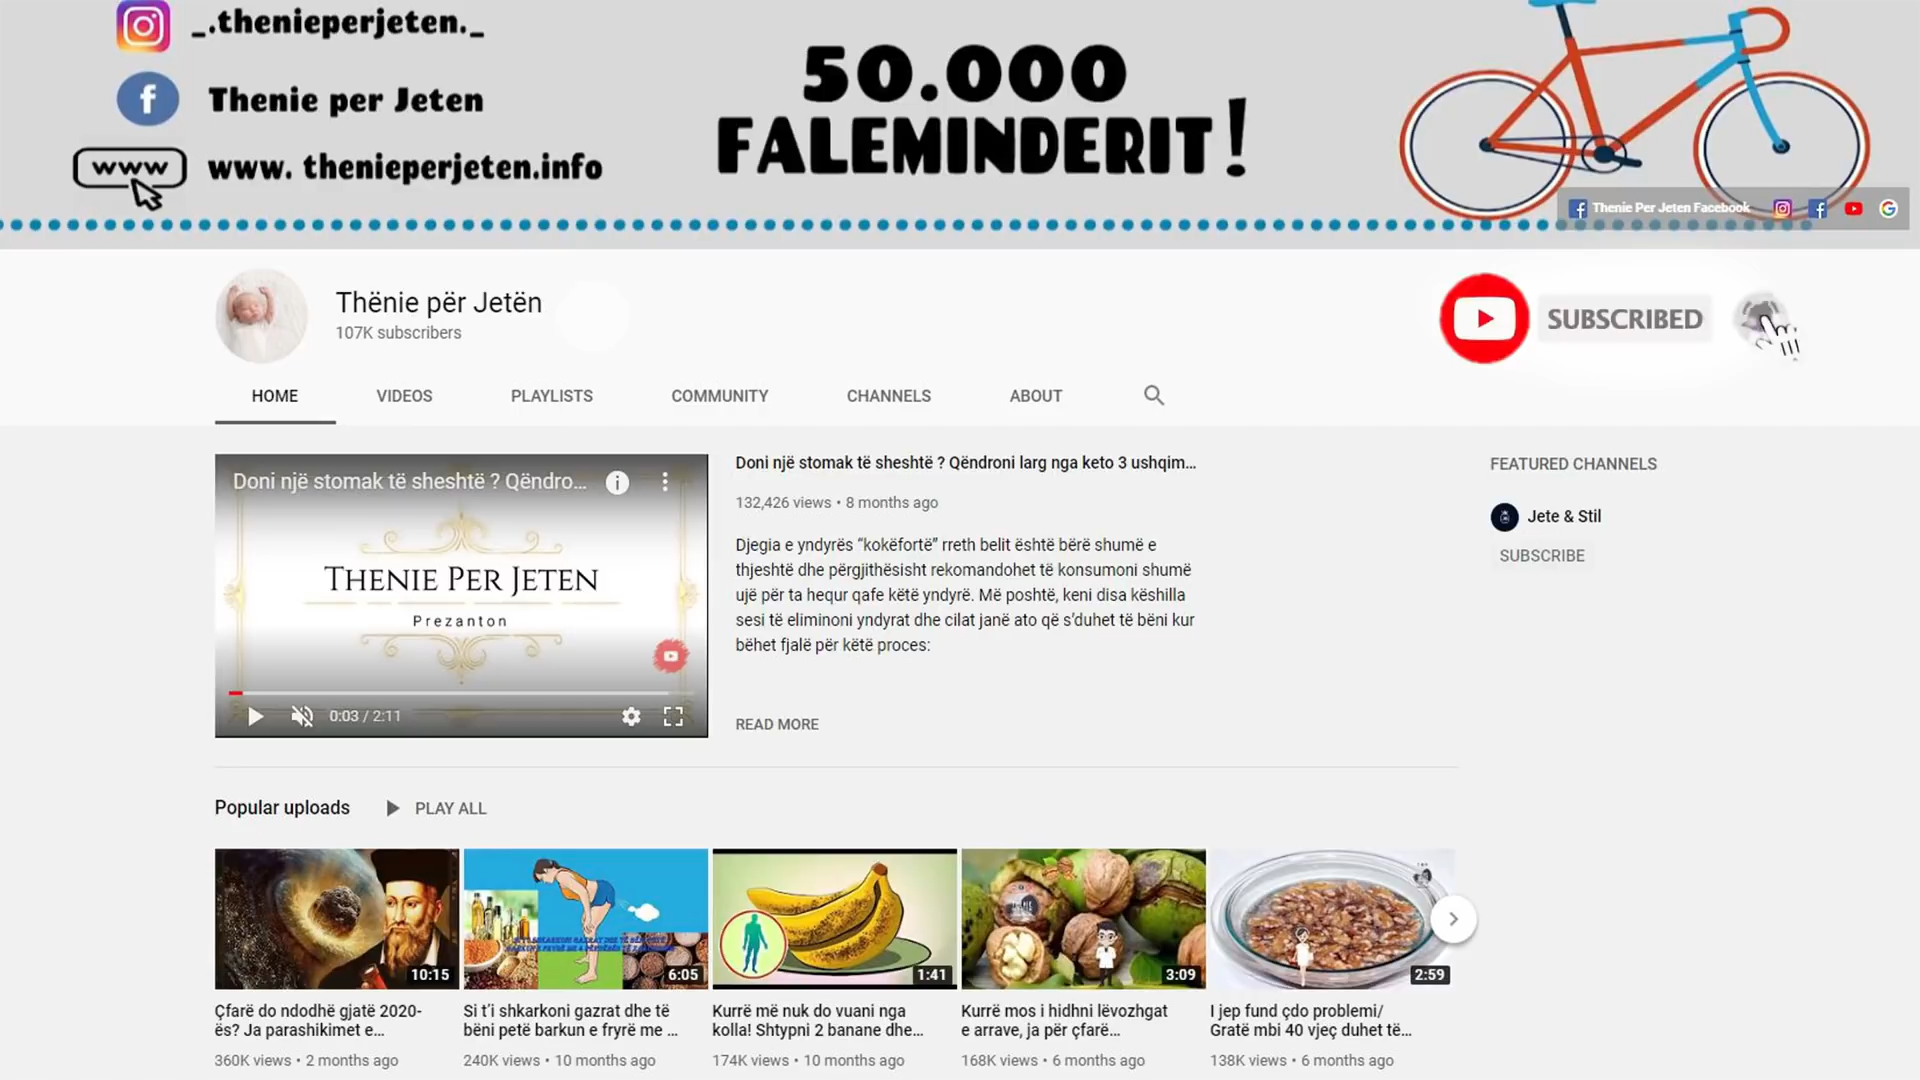 _.thenieperjeten._
Thenie per Jeten
www
www. thenieperjeten.info
50.000
FALEMINDERIT!
Thenie Per Jeten Facebook
Thënie për Jetën
107K subscribers
SUBSCRIBED
HOME
VIDEOS
PLAYLISTS
COMMUNITY
CHANNELS
ABOUT
Doni një stomak të sheshtë ? Qëndro...
THENIE PER JETEN
Prezanton
0:03 / 2:11
Doni një stomak të sheshtë ? Qëndroni larg nga keto 3 ushqim...
132,426 views • 8 months ago
Djegia e yndyrës “kokëfortë” rreth belit është bërë shumë e
thjeshtë dhe përgjithësisht rekomandohet të konsumoni shumë
ujë për ta hequr qafe këtë yndyrë. Më poshtë, keni disa këshilla
sesi të eliminoni yndyrat dhe cilat janë ato që s’duhet të bëni kur
bëhet fjalë për këtë proces:
READ MORE
FEATURED CHANNELS
Jete & Stil
SUBSCRIBE
Popular uploads
PLAY ALL
10:15
6:05
1:41
3:09
2:59
Çfarë do ndodhë gjatë 2020-
ës? Ja parashikimet e...
360K views • 2 months ago
Si t’i shkarkoni gazrat dhe të
bëni petë barkun e fryrë me ...
240K views • 10 months ago
Kurrë më nuk do vuani nga
kolla! Shtypni 2 banane dhe...
174K views • 10 months ago
Kurrë mos i hidhni lëvozhgat
e arrave, ja për çfarë...
168K views • 6 months ago
I jep fund çdo problemi/
Gratë mbi 40 vjeç duhet të...
138K views • 6 months ago